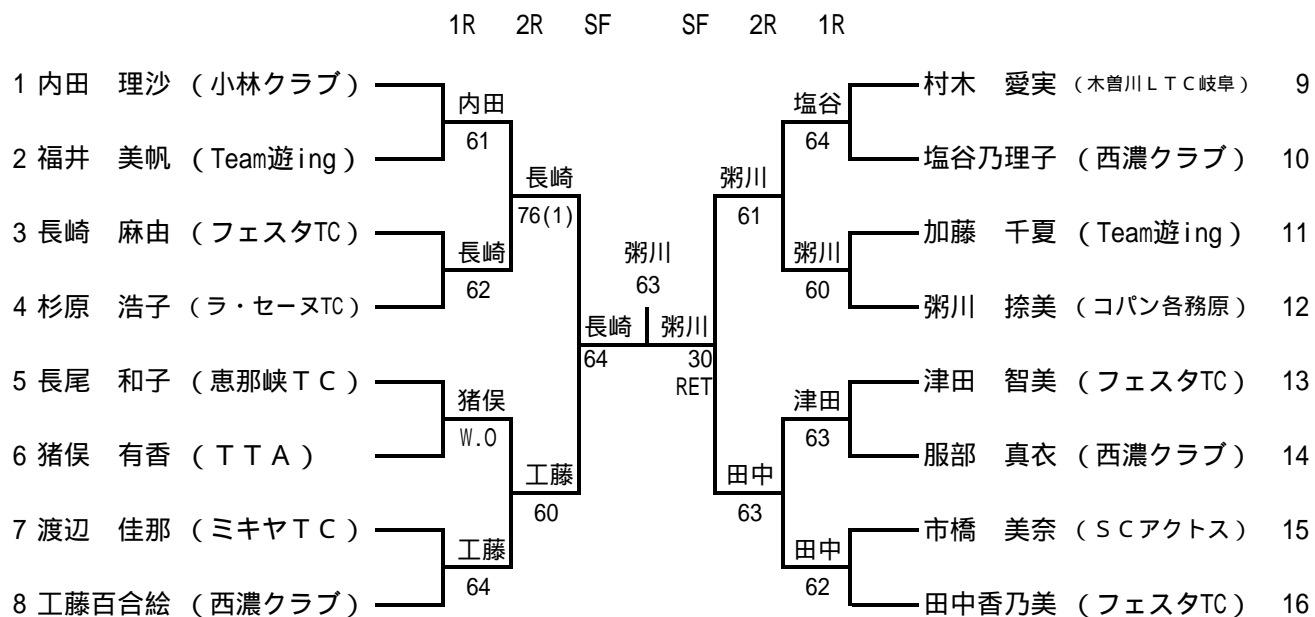 1R 2R SF SF 2R 1R
1 内田 理沙 (小林クラブ) 村木 愛実 (木曽川LTC岐阜) 9
内田 塩谷
61 64
2 福井 美帆 (Team遊ing) 塩谷乃理子 (西濃クラブ) 10
長崎 粥川
76(1) 61
3 長崎 麻由 (フェスタTC) 加藤 千夏 (Team遊ing) 11
長崎 粥川 粥川
62 63 60
4 杉原 浩子 (ラ・セーヌTC) 粥川 捺美 (コパン各務原) 12
長崎 粥川
64 30
RET
5 長尾 和子 (恵那峡TC) 津田 智美 (フェスタTC) 13
猪俣 津田
W.O 63
6 猪俣 有香 (TTA) 服部 真衣 (西濃クラブ) 14
工藤 田中
60 63
7 渡辺 佳那 (ミキヤTC) 市橋 美奈 (SCアクトス) 15
工藤 田中
64 62
8 工藤百合絵 (西濃クラブ) 田中香乃美 (フェスタTC) 16